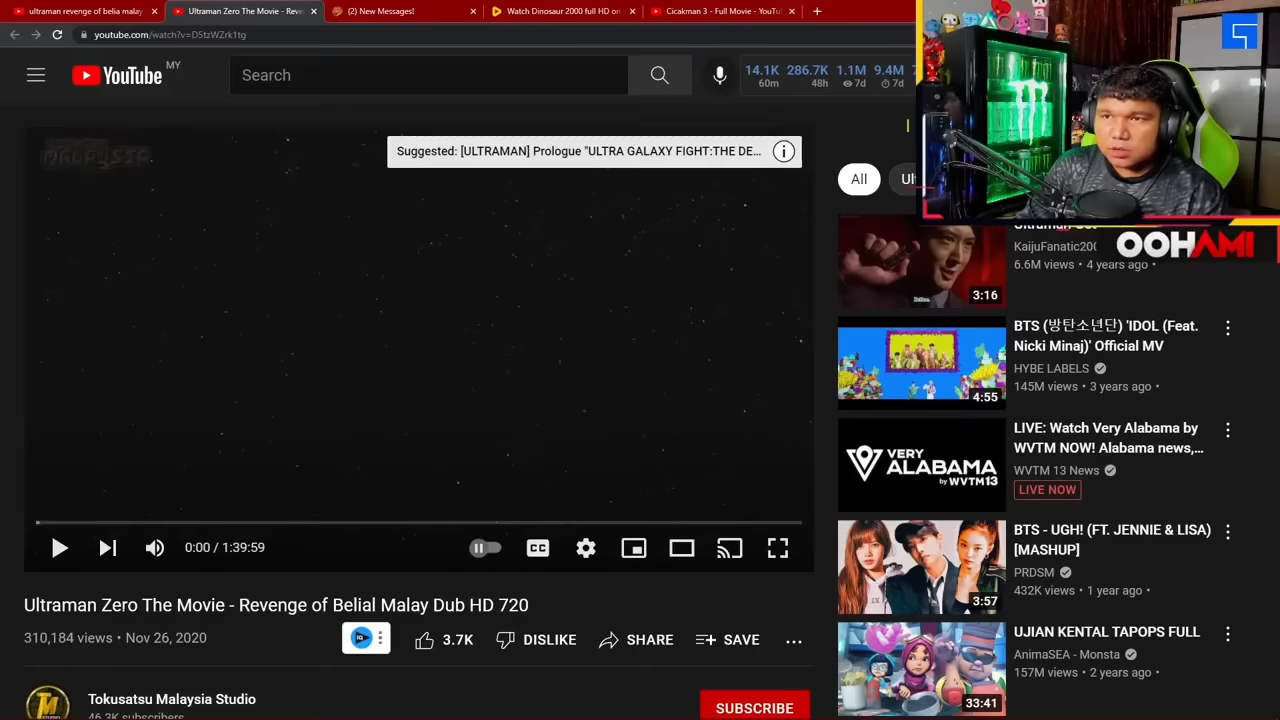 ultraman revenge of belial malay
Ultraman Zero The Movie - Reve
(2) New Messages!
Watch Dinosaur 2000 full HD on
Cicakman 3 - Full Movie - YouTu
youtube.com/watch?v=D5tzWZrk1tg
YouTube MY
Search
14.1K 286.7K 1.1M 9.4M
60m 48h 7d 7d
MALAYSIA
Suggested: [ULTRAMAN] Prologue "ULTRA GALAXY FIGHT:THE DE...
All
OOHAMI
KaijuFanatic200
6.6M views • 4 years ago •
3:16
BTS (방탄소년단) 'IDOL (Feat.
Nicki Minaj)' Official MV
HYBE LABELS
145M views • 3 years ago •
4:55
LIVE: Watch Very Alabama by
WVTM NOW! Alabama news,...
WVTM 13 News
LIVE NOW
VERY
ALABAMA
by WVTM13
BTS - UGH! (FT. JENNIE & LISA)
[MASHUP]
PRDSM
432K views • 1 year ago •
3:57
UJIAN KENTAL TAPOPS FULL
AnimaSEA - Monsta
157M views • 2 years ago •
33:41
0:00 / 1:39:59
CC
Ultraman Zero The Movie - Revenge of Belial Malay Dub HD 720
310,184 views • Nov 26, 2020
3.7K
DISLIKE
SHARE
SAVE
Tokusatsu Malaysia Studio
46.3K subscribers
SUBSCRIBE